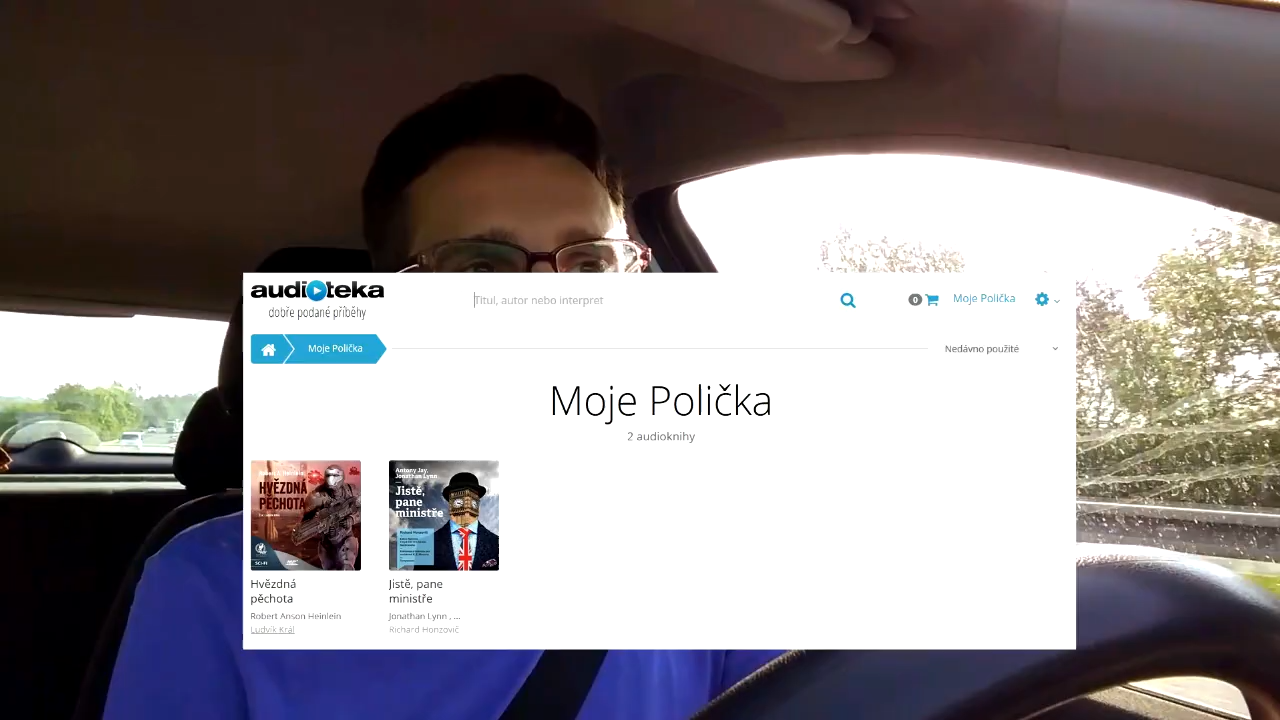 audioteka
dobře podané příběhy
Titul, autor nebo interpret
0
Moje Polička
Moje Polička
Nedávno použité
Moje Polička
2 audioknihy
HVĚZDNÁ
PĚCHOTA
SCI-FI
Antony Jay,
Jonathan Lynn
Jistě,
pane
ministře
Hvězdná
pěchota
Robert Anson Heinlein
Ludvík Král
Jistě, pane
ministře
Jonathan Lynn , ...
Richard Honzovič